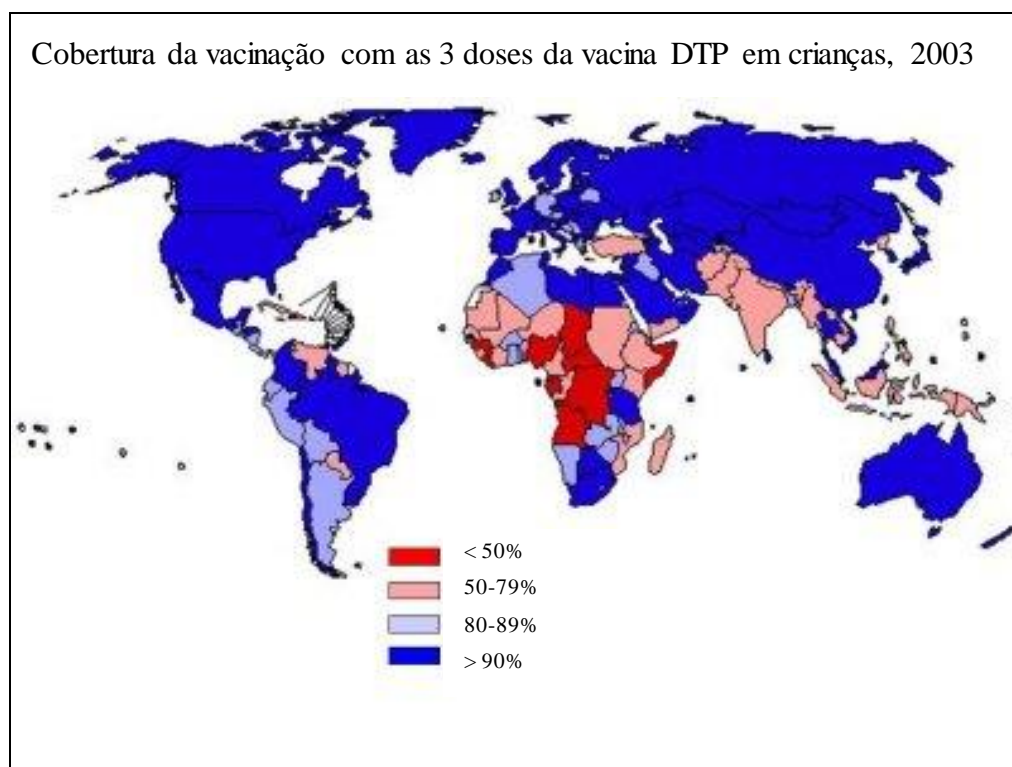 Cobertura da vacinação com as 3 doses da vacina DTP em crianças, 2003
< 50%
50-79%
80-89%
> 90%